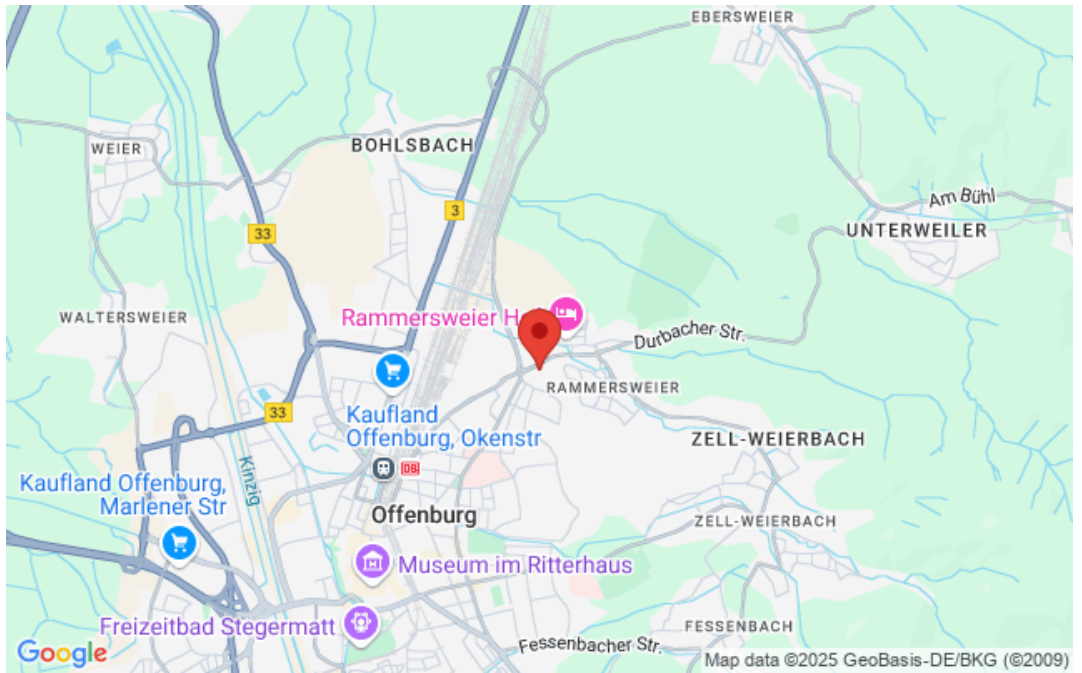 EBERSWEIER
BOHLSBACH
WEIER
Am Bühl
3
33
UNTERWEILER
WALTERSWEIER
Rammersweier H
Durbacher Str.
RAMMERSWEIER
33
Kaufland
Offenburg, Okenstr
ZELL-WEIERBACH
DB
Kinzig
Kaufland Offenburg,
Marlener Str
Offenburg
ZELL-WEIERBACH
Museum im Ritterhaus
Freizeitbad Stegermatt
FESSENBACH
Fessenbacher Str.
Google
Map data ©2025 GeoBasis-DE/BKG (©2009)